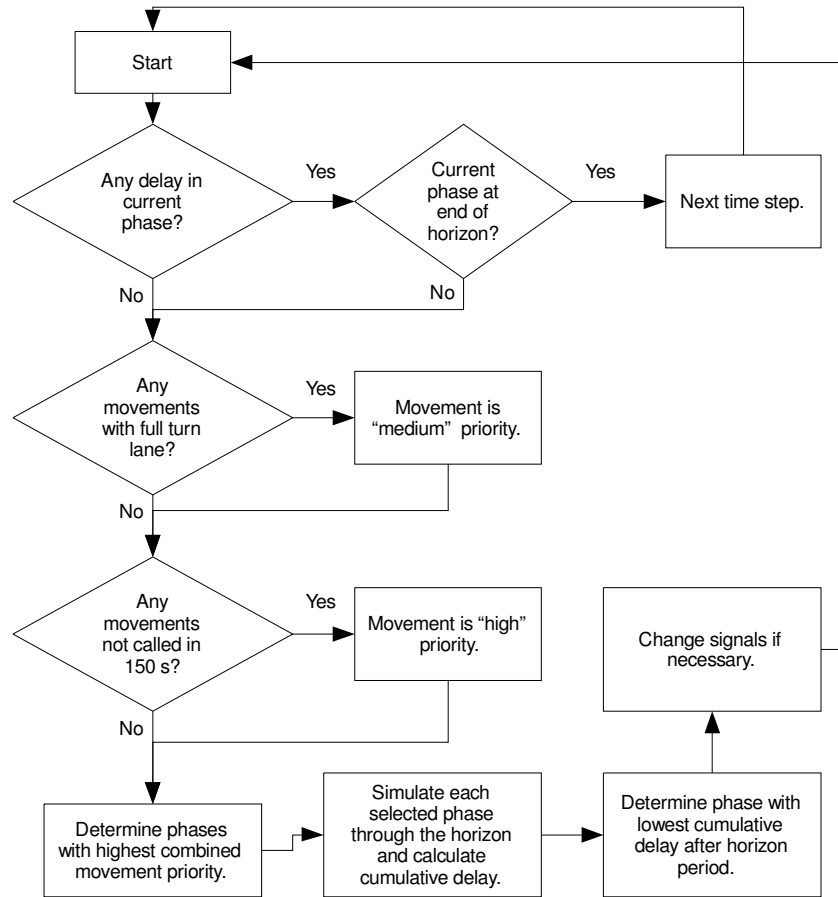 Start
Any delay in
current
phase?
Yes
Current
phase at
end of
horizon?
Yes
Next time step.
No
No
Any
movements
with full turn
lane?
Yes
Movement is
“medium” priority.
No
Any
movements
not called in
150 s?
Yes
Movement is “high”
priority.
Change signals if
necessary.
No
Determine phases
with highest combined
movement priority.
Simulate each
selected phase
through the horizon
and calculate
cumulative delay.
Determine phase with
lowest cumulative
delay after horizon
period.